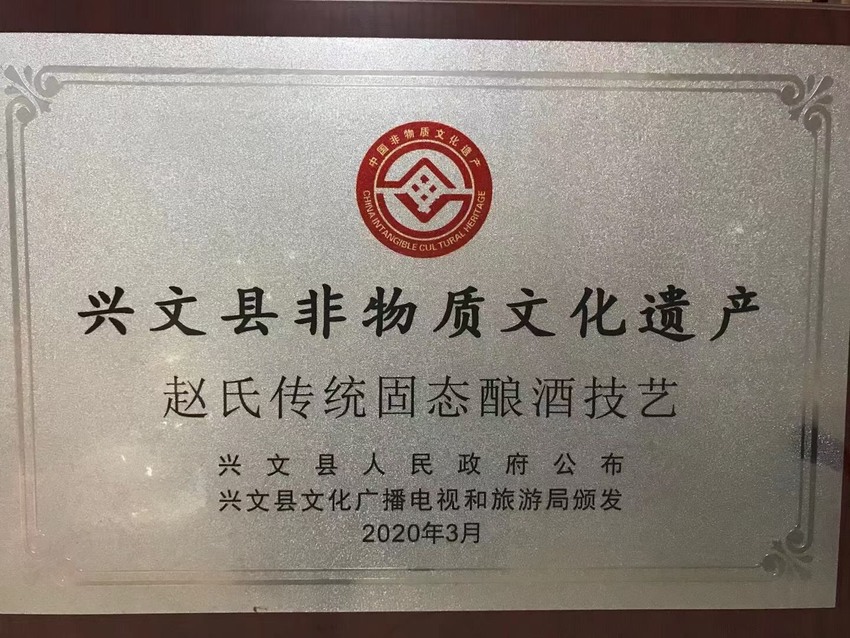 中国非物质文化遗产
CHINA INTANGIBLE CULTURAL HERITAGE
兴文县非物质文化遗产
赵氏传统固态酿酒技艺
兴文县人民政府公布
兴文县文化广播电视和旅游局颁发
2020年3月